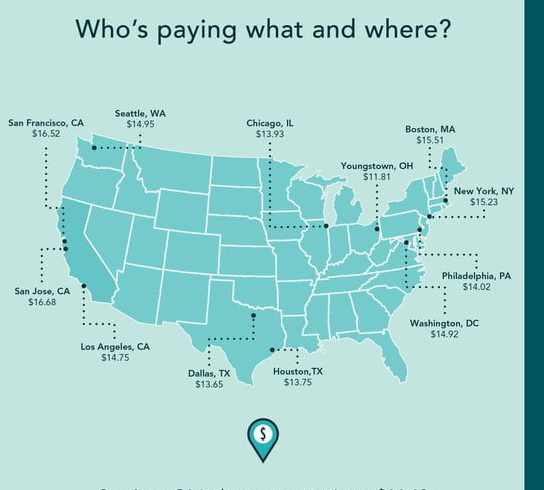 Who's paying what and where?
San Francisco, CA
$16.52
Seattle, WA
$14.95
Chicago, IL
$13.93
Boston, MA
$15.51
Youngstown, OH
$11.81
New York, NY
$15.23
Philadelphia, PA
$14.02
San Jose, CA
$16.68
Washington, DC
$14.92
Los Angeles, CA
$14.75
Dallas, TX
$13.65
Houston,TX
$13.75
$